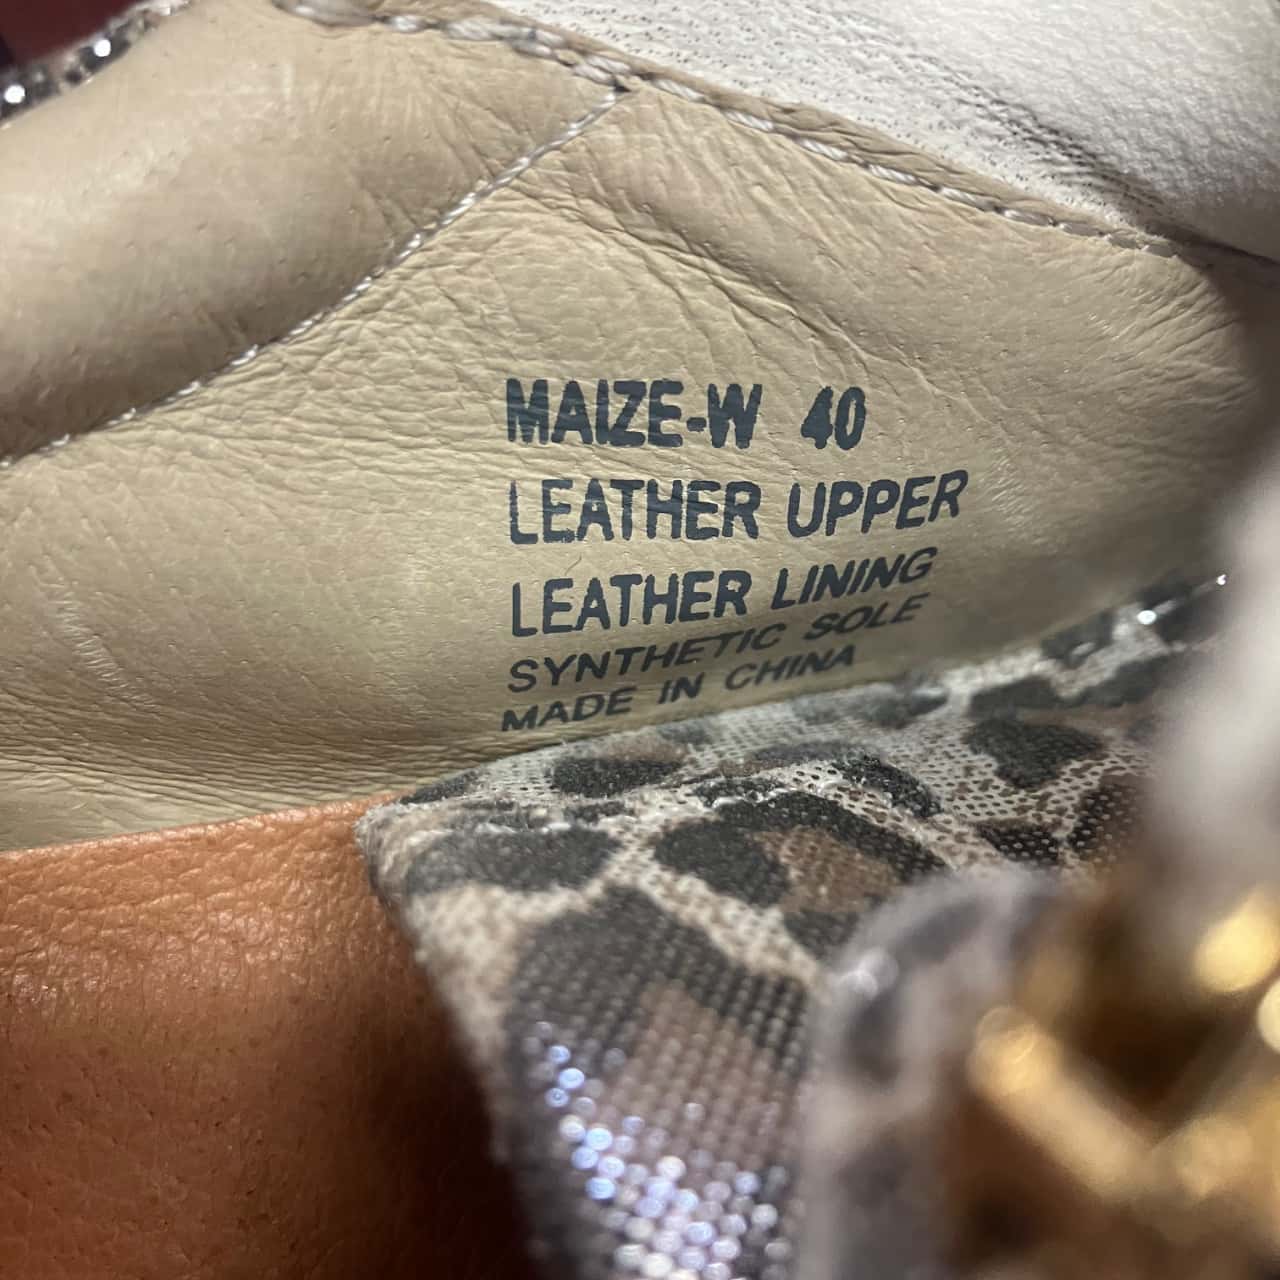 MAIZE-W 40
LEATHER UPPER
LEATHER LINING
SYNTHETIC SOLE
MADE IN CHINA